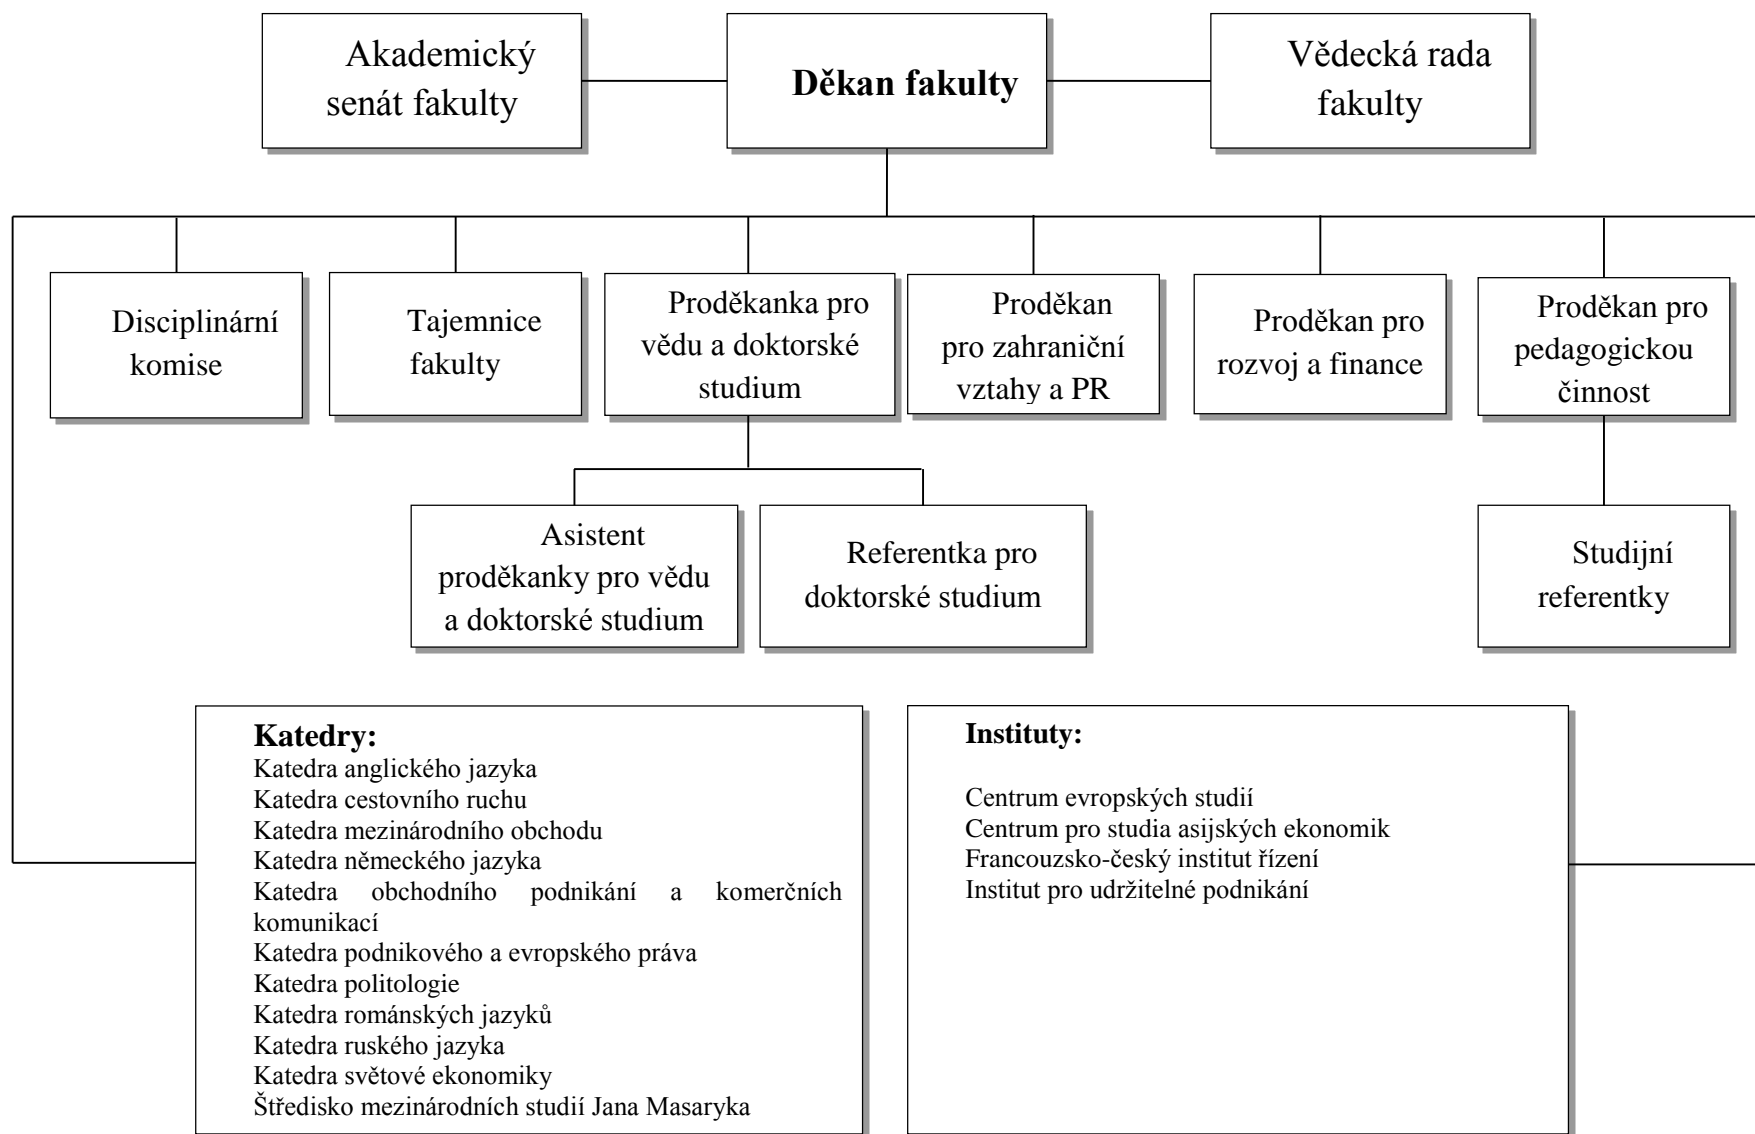 Akademický
senát fakulty
Děkan fakulty
Vědecká rada
fakulty
Disciplinární
komise
Tajemnice
fakulty
Proděkanka pro
vědu a doktorské
studium
Proděkan
pro zahraniční
vztahy a PR
Proděkan pro
rozvoj a finance
Proděkan pro
pedagogickou
činnost
Asistent
proděkanky pro vědu
a doktorské studium
Referentka pro
doktorské studium
Studijní
referentky
Katedry:
Katedra anglického jazyka
Katedra cestovního ruchu
Katedra mezinárodního obchodu
Katedra německého jazyka
Katedra obchodního podnikání a komerčních
komunikací
Katedra podnikového a evropského práva
Katedra politologie
Katedra románských jazyků
Katedra ruského jazyka
Katedra světové ekonomiky
Štředisko mezinárodních studií Jana Masaryka
Instituty:
Centrum evropských studií
Centrum pro studia asijských ekonomik
Francouzsko-český institut řízení
Institut pro udržitelné podnikání